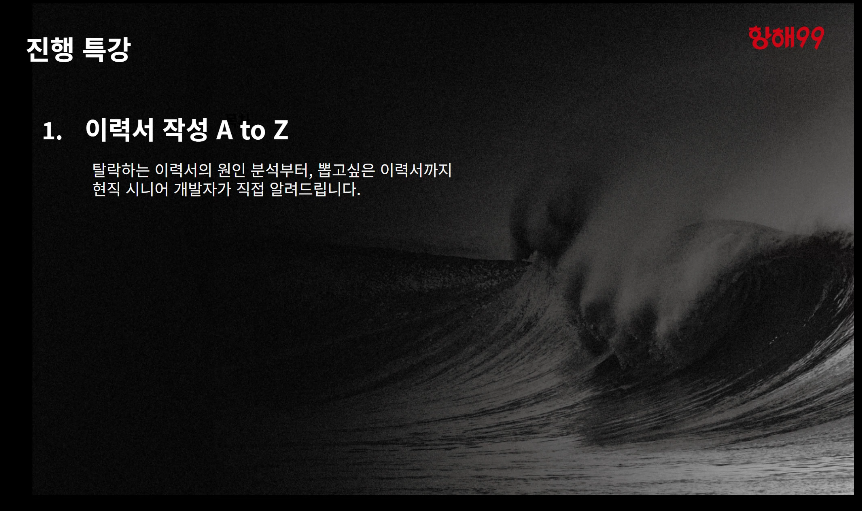 진행 특강
항해99
1. 이력서 작성 A to Z
탈락하는 이력서의 원인 분석부터, 뽑고싶은 이력서까지
현직 시니어 개발자가 직접 알려드립니다.